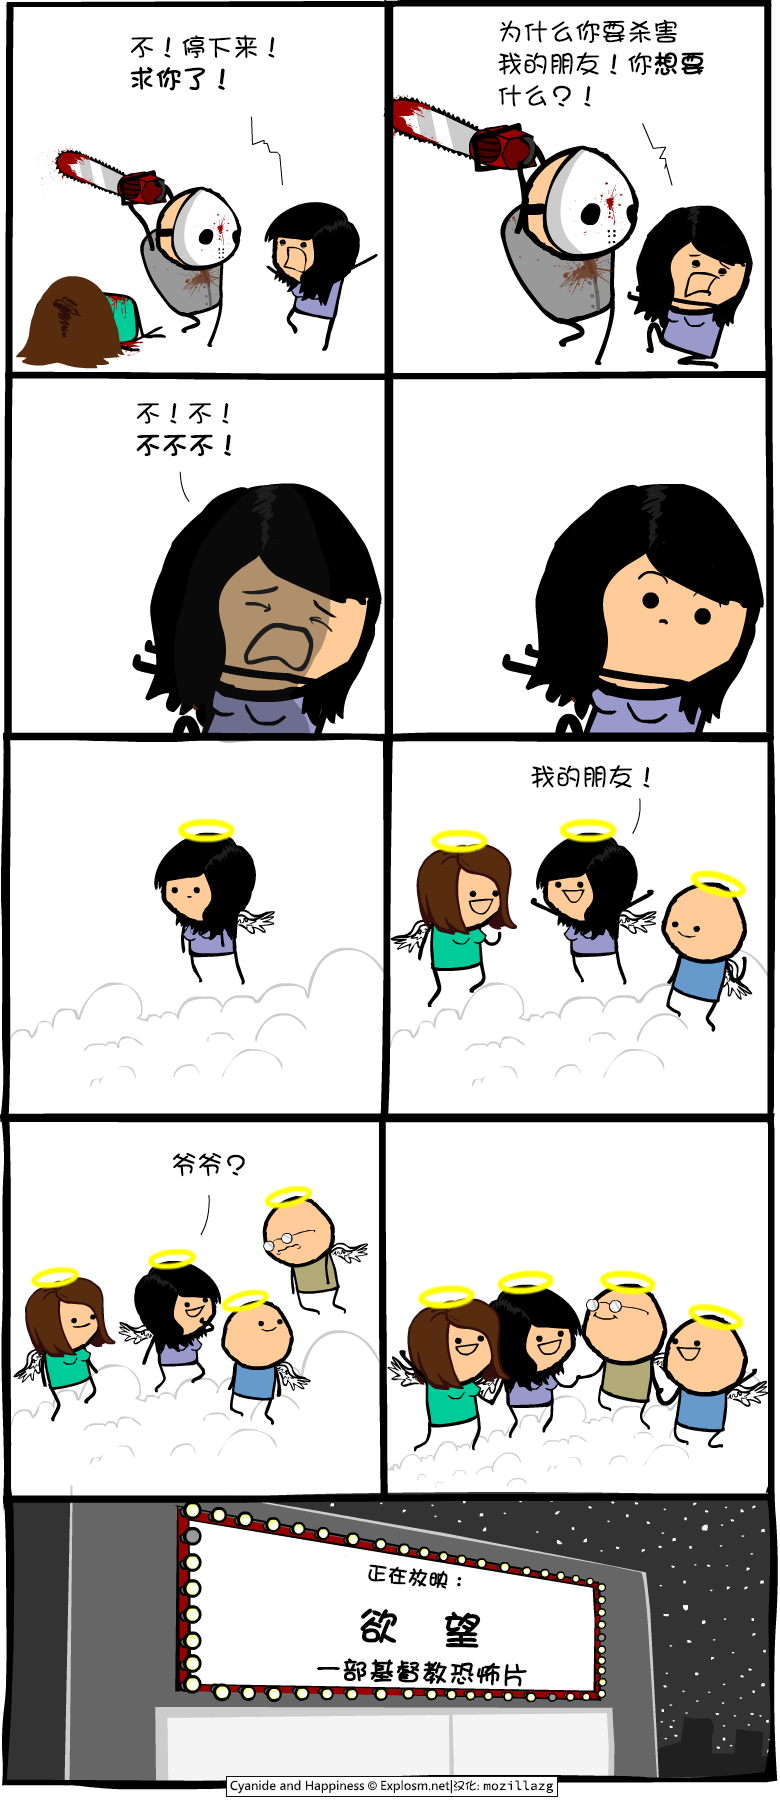 不！停下来！
求你了！
为什么你要杀害
我的朋友！你想要
什么？！
不！不！
不不不！
我的朋友！
爷爷？
正在放映：
欲 望
一部基督教恐怖片
Cyanide and Happiness © Explosm.net|汉化: mozillazg